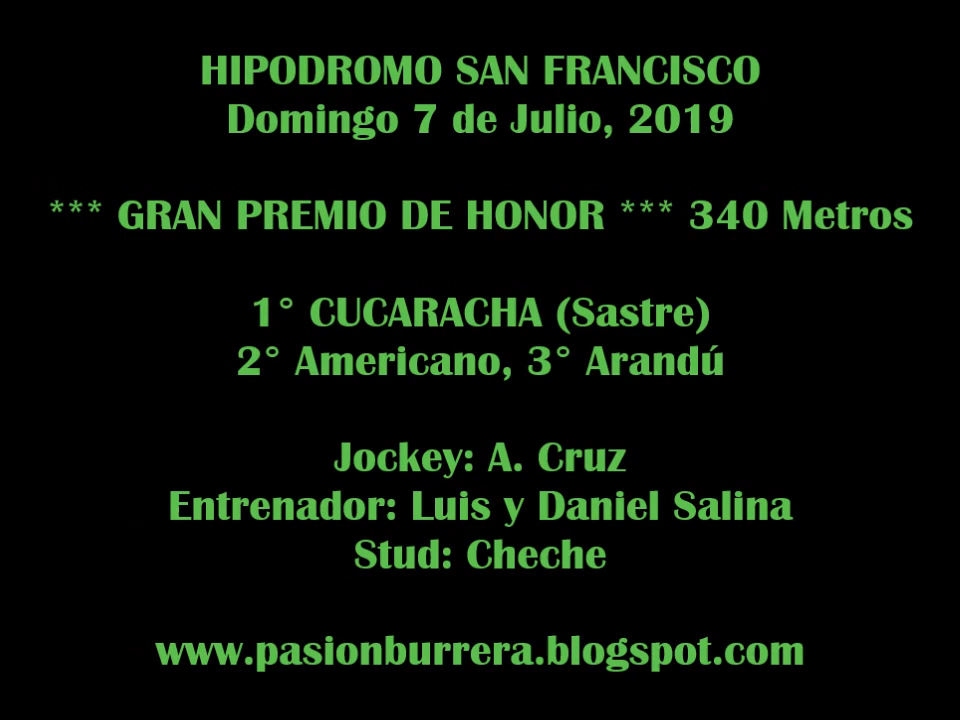 HIPODROMO SAN FRANCISCO
Domingo 7 de Julio, 2019
*** GRAN PREMIO DE HONOR *** 340 Metros
1° CUCARACHA (Sastre)
2° Americano, 3° Arandú
Jockey: A. Cruz
Entrenador: Luis y Daniel Salina
Stud: Cheche
www.pasionburrera.blogspot.com